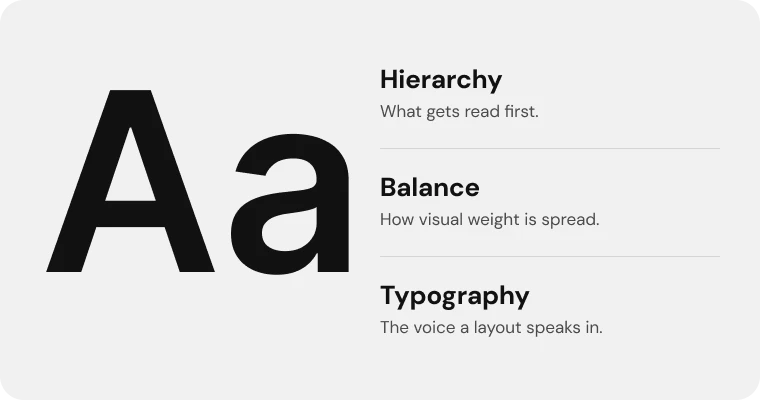 Aa
Hierarchy
What gets read first.
Balance
How visual weight is spread.
Typography
The voice a layout speaks in.